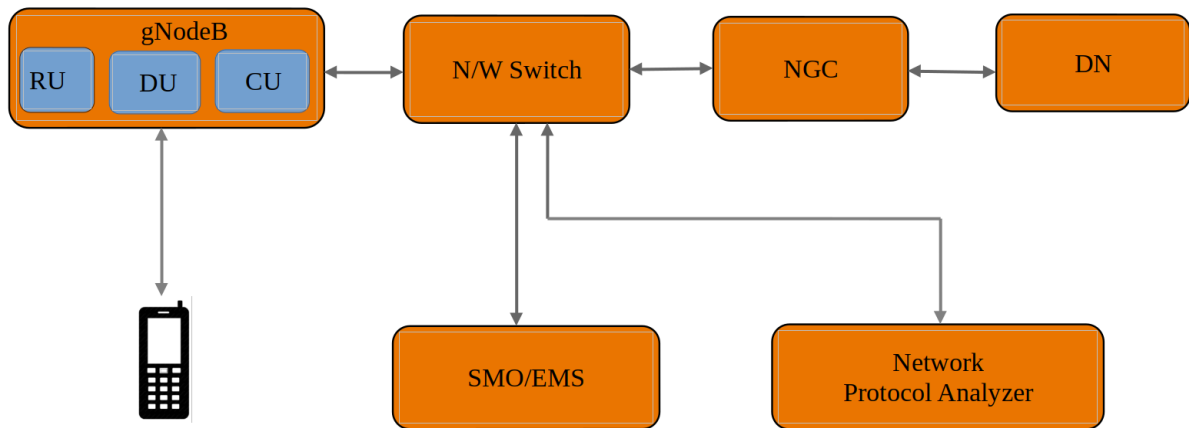 gNodeB
RU
DU
CU
N/W Switch
NGC
DN
SMO/EMS
Network
Protocol Analyzer